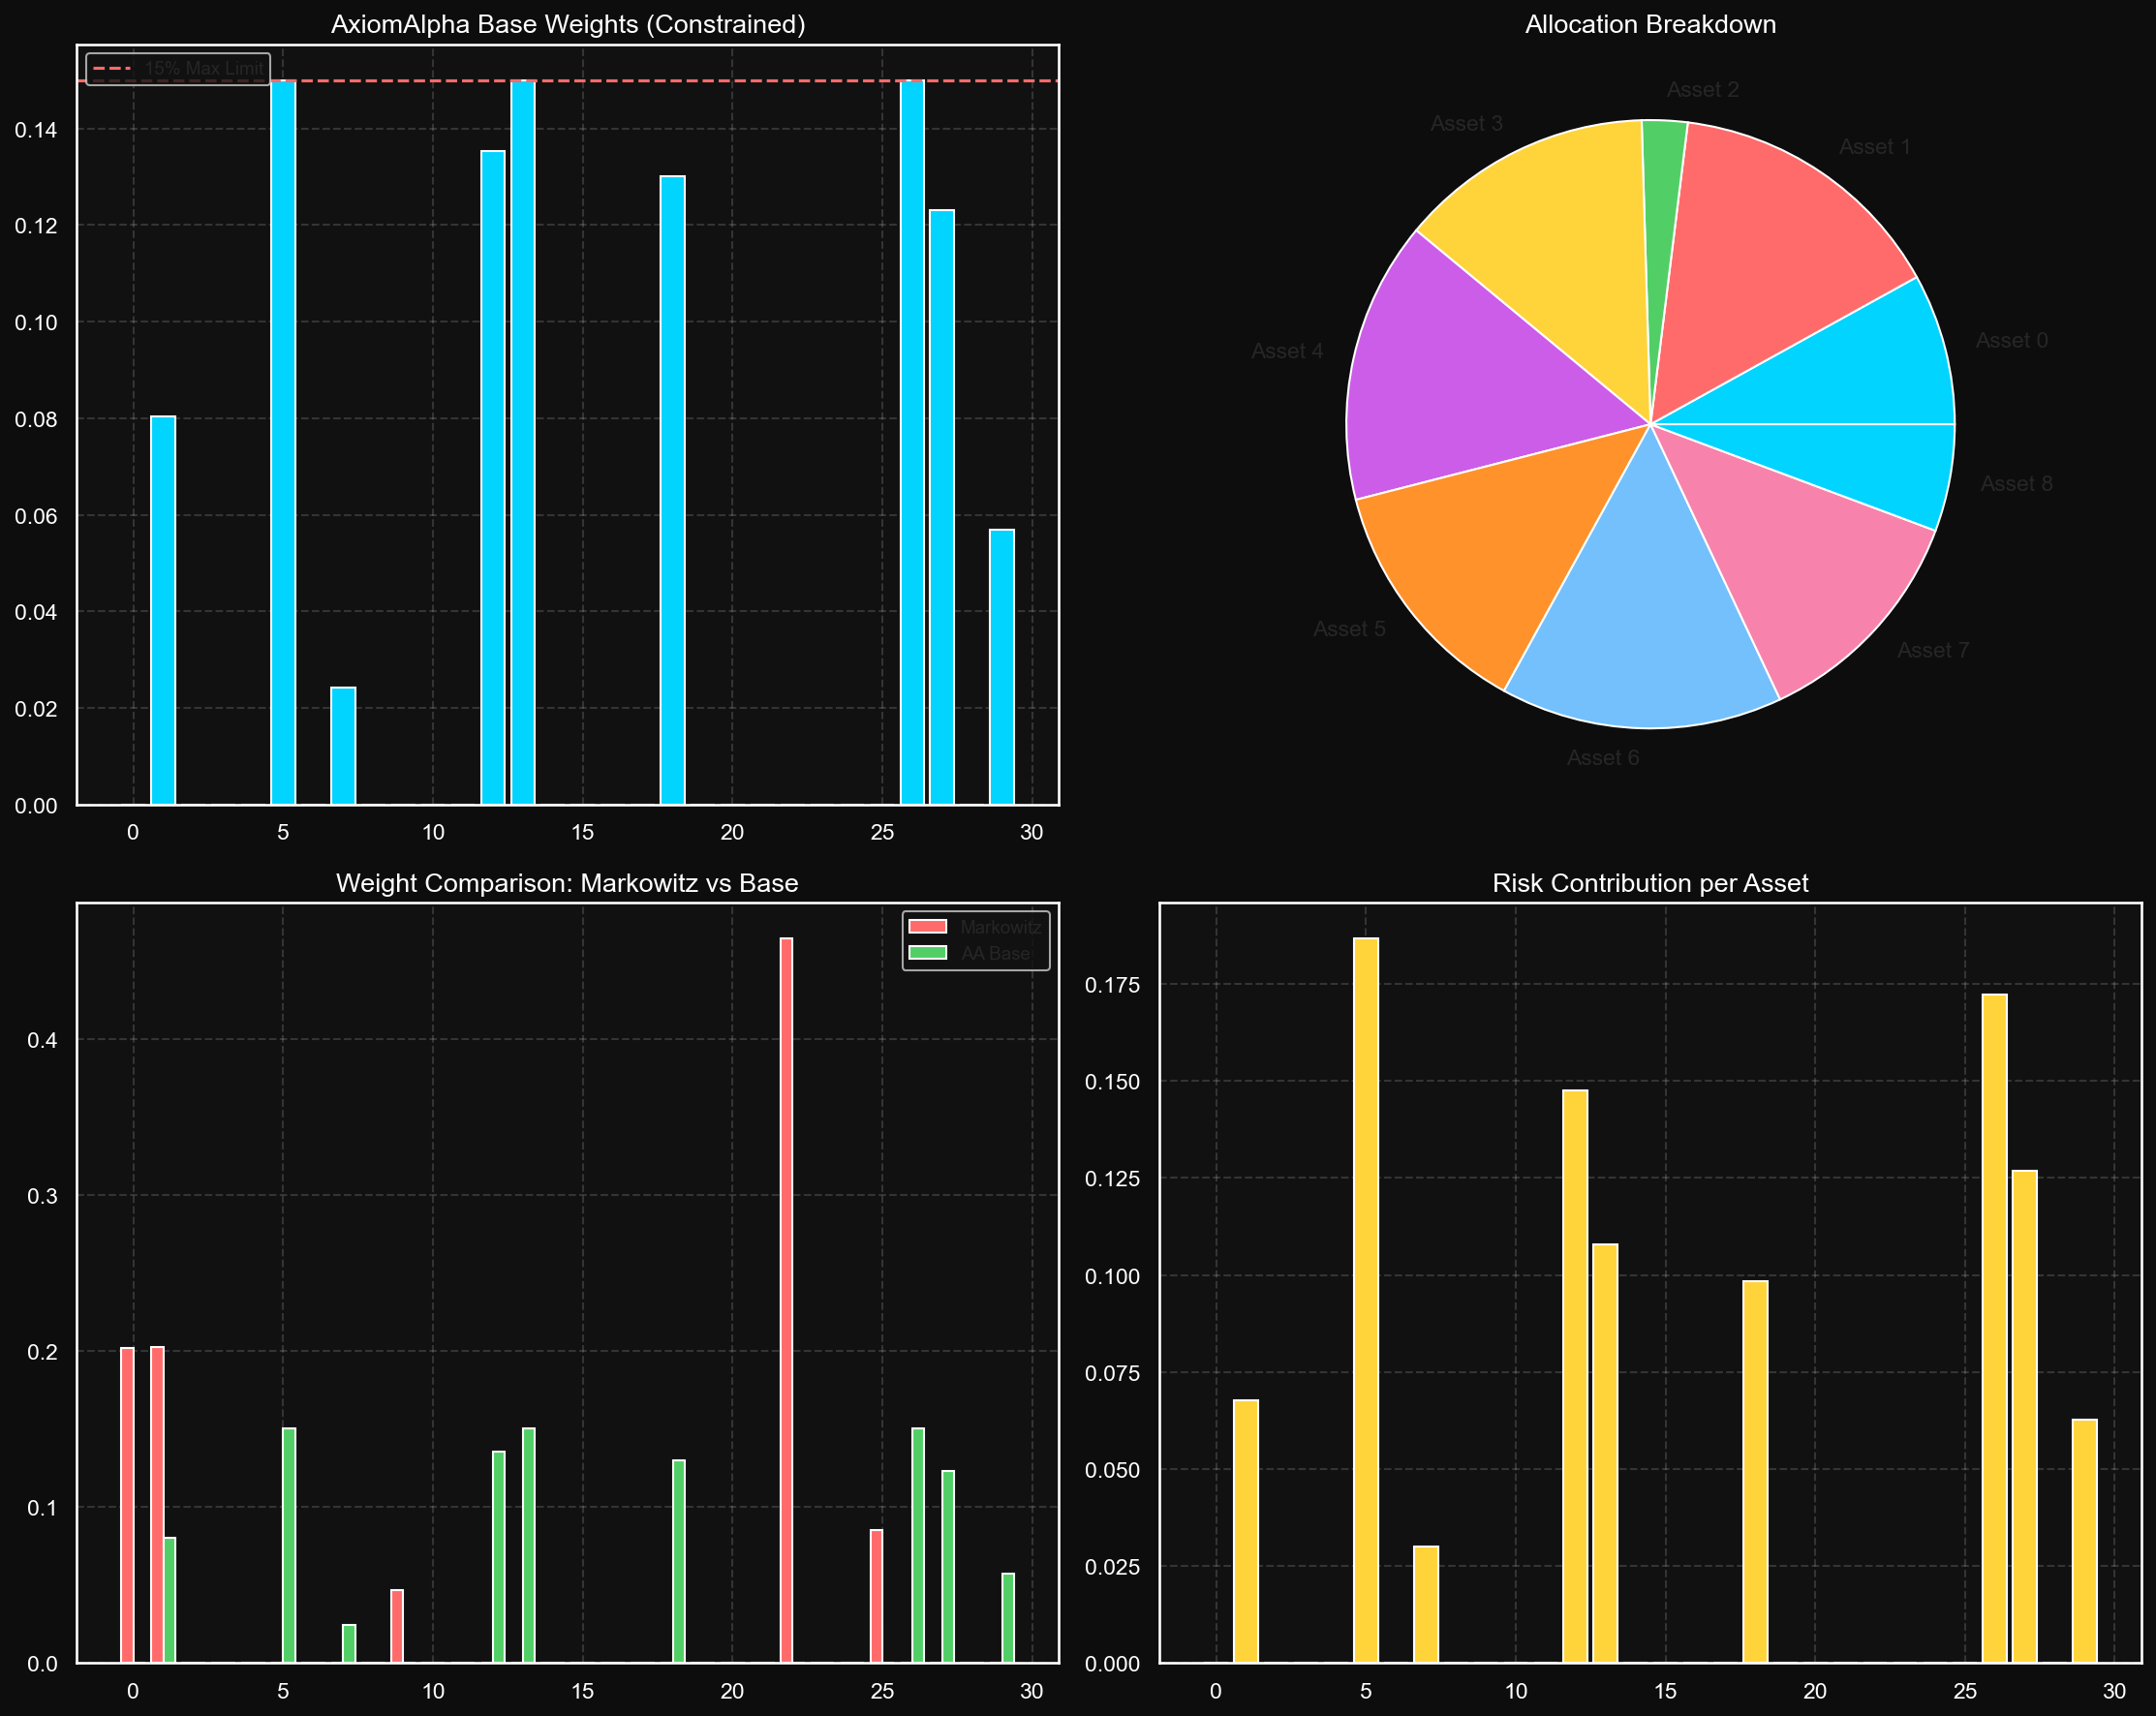 AxiomAlpha Base Weights (Constrained)
15% Max Limit
0.14
0.12
0.10
0.08
0.06
0.04
0.02
0.00
0 5 10 15 20 25 30
Allocation Breakdown
Asset 2
Asset 3
Asset 1
Asset 0
Asset 4
Asset 8
Asset 5
Asset 7
Asset 6
Weight Comparison: Markowitz vs Base
Markowitz
AA Base
0.4
0.3
0.2
0.1
0.0
0 5 10 15 20 25 30
Risk Contribution per Asset
0.175
0.150
0.125
0.100
0.075
0.050
0.025
0.000
0 5 10 15 20 25 30